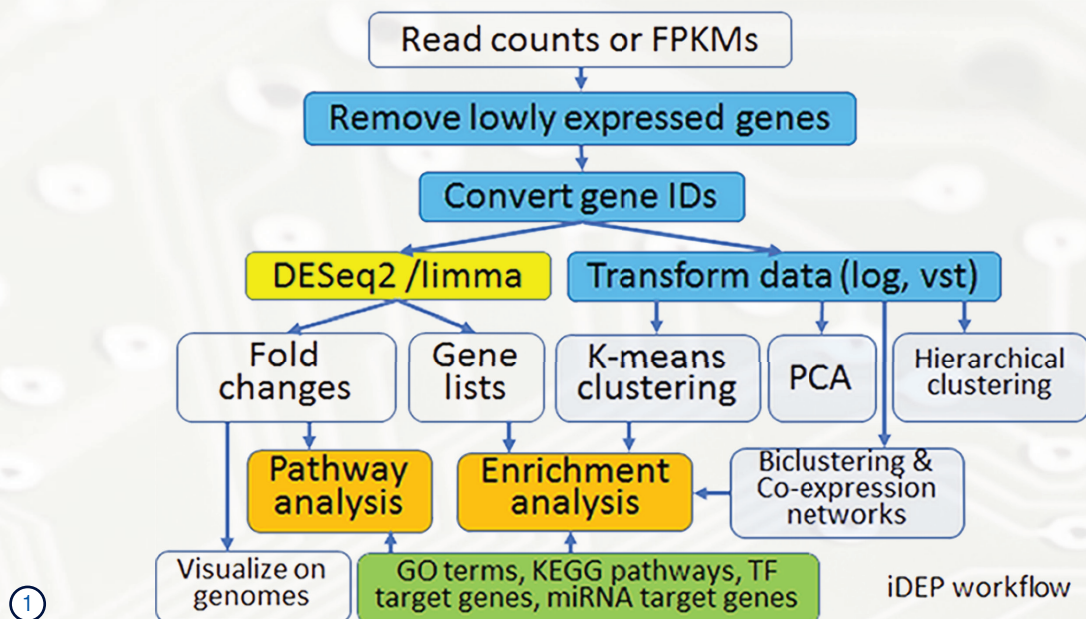 Read counts or FPKMs
Remove lowly expressed genes
Convert gene IDs
DESeq2 /limma
Transform data (log, vst)
Fold
changes
Gene
lists
K-means
clustering
PCA
Hierarchical
clustering
Pathway
analysis
Enrichment
analysis
Biclustering &
Co-expression
networks
Visualize on
genomes
GO terms, KEGG pathways, TF
target genes, miRNA target genes
iDEP workflow
1